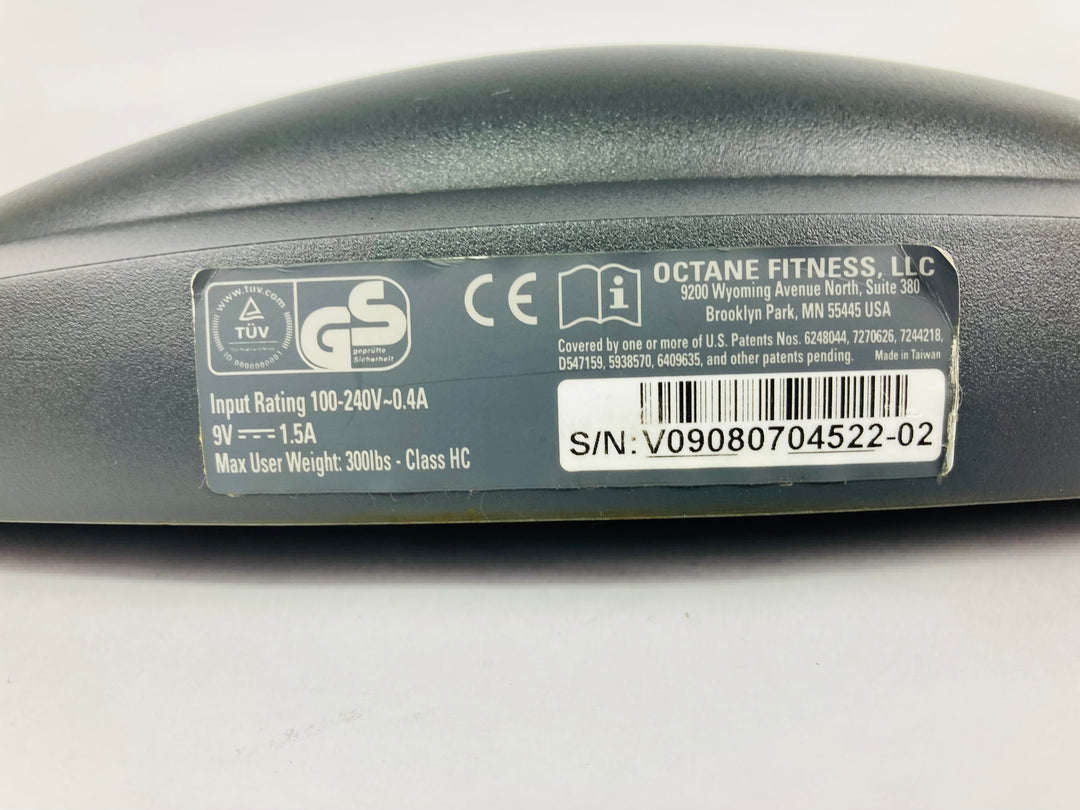 www.tuv.com
TÜV
ID:0000000001
GS
geprüfte
Sicherheit
CE
i
OCTANE FITNESS, LLC
9200 Wyoming Avenue North, Suite 380
Brooklyn Park, MN 55445 USA
Covered by one or more of U.S. Patents Nos. 6248044, 7270626, 7244218,
D547159, 5938570, 6409635, and other patents pending. Made in Taiwan
Input Rating 100-240V~0.4A
9V 1.5A
Max User Weight: 300lbs - Class HC
S/N: V09080704522-02